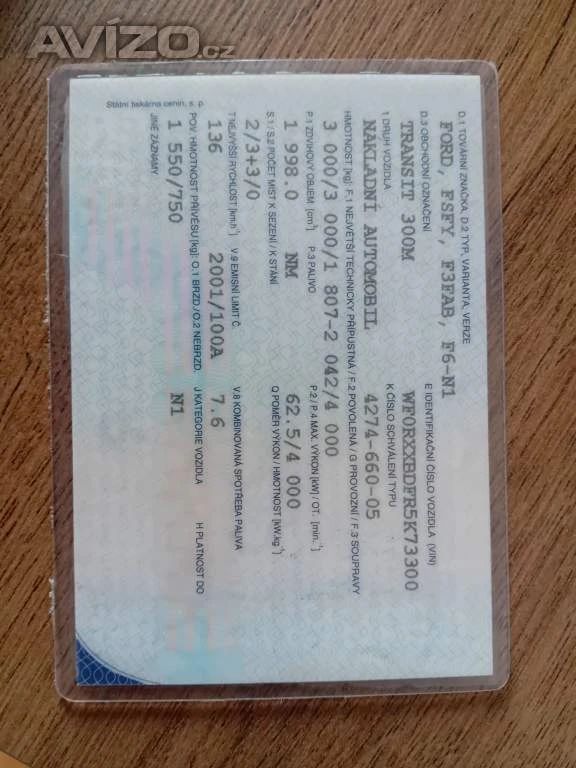 AVÍZO.cz
D.1 TOVÁRNÍ ZNAČKA, D.2 TYP, VARIANTA, VERZE E IDENTIFIKAČNÍ ČÍSLO VOZIDLA (VIN)
FORD, FSFY, F3FAB, F6-N1 WF0RXXBDFR5K73300
D.3 OBCHODNÍ OZNAČENÍ K ČÍSLO SCHVÁLENÍ TYPU
TRANSIT 300M 4274-660-05
1 DRUH VOZIDLA
NÁKLADNÍ AUTOMOBIL
HMOTNOST [kg]: F.1 NEJVĚTŠÍ TECHNICKY PŘÍPUSTNÁ / F.2 POVOLENÁ / G PROVOZNÍ / F.3 SOUPRAVY
3 000/3 000/1 807-2 042/4 000
P.1 ZDVIHOVÝ OBJEM [cm³] P.3 PALIVO P.2 / P.4 MAX. VÝKON [kW] / OT. [min.⁻¹]
1 998.0 NM 62.5/4 000
S.1 / S.2 POČET MÍST K SEZENÍ / K STÁNÍ Q POMĚR VÝKON / HMOTNOST [kW.kg⁻¹]
2/3+3/0
T NEJVYŠŠÍ RYCHLOST [km.h⁻¹] V.9 EMISNÍ LIMIT Č. V.8 KOMBINOVANÁ SPOTŘEBA PALIVA
136 2001/100A 7.6
POV. HMOTNOST PŘÍVĚSU [kg]: O.1 BRZD./O.2 NEBRZD. J KATEGORIE VOZIDLA H PLATNOST DO
1 550/750 N1
JINÉ ZÁZNAMY
Státní tiskárna cenin, s. p.